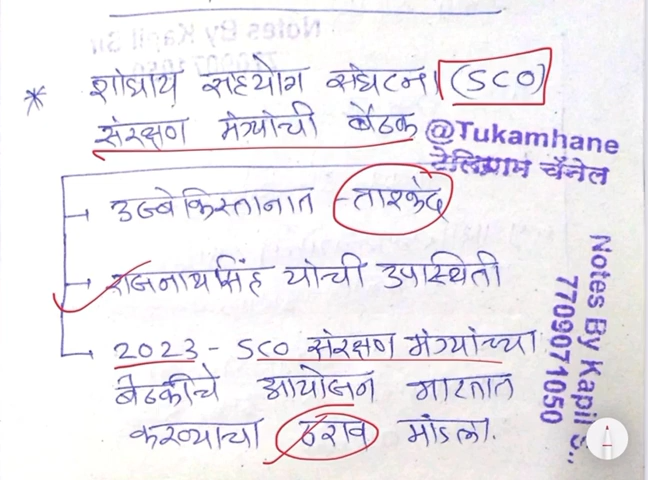 * शांघाय सहयोग संघटना (SCO)
संरक्षण मंत्र्यांची बैठक @Tukamhane
टेलिग्राम चॅनेल
→ उज्बेकिस्तानात - ताश्कंद
→ राजनाथसिंह यांची उपस्थिती
→ 2023 - SCO संरक्षण मंत्र्यांच्या
बैठकीचे आयोजन भारतात
करण्याचा ठराव मांडला.
Notes By Kapil S..
7709071050